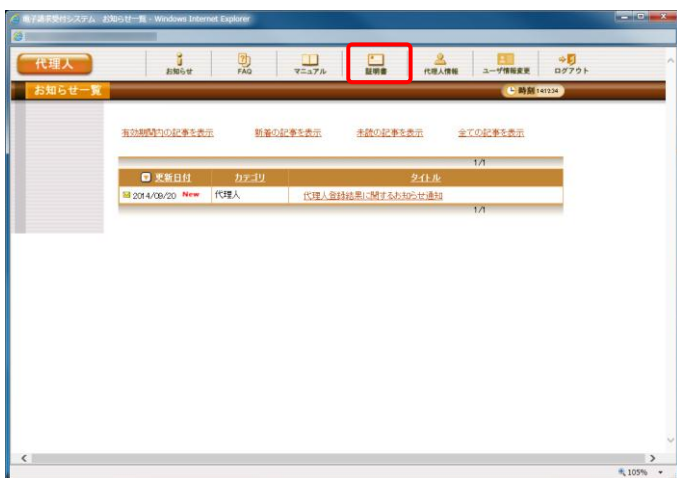 電子請求受付システム お知らせ一覧 - Windows Internet Explorer
代理人
お知らせ
FAQ
マニュアル
証明書
代理人情報
ユーザ情報変更
ログアウト
お知らせ一覧
時刻 14:19:34
有効期間内の記事を表示 新着の記事を表示 未読の記事を表示 全ての記事を表示
1/1
更新日付 カテゴリ タイトル
2014/09/20 New 代理人 代理人登録結果に関するお知らせ通知
1/1
105%